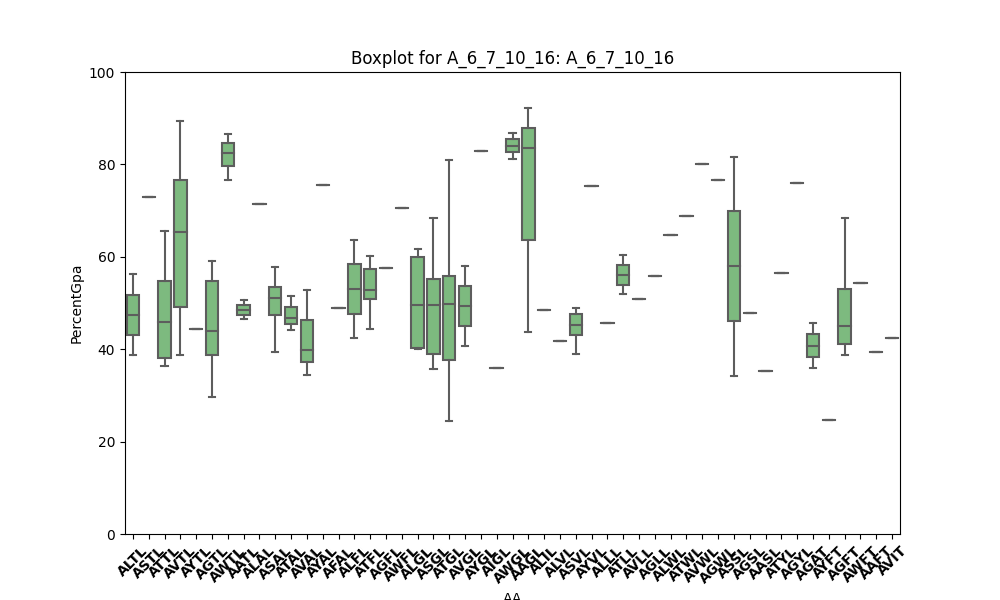 Boxplot for A_6_7_10_16: A_6_7_10_16
PercentGpa
100
80
60
40
20
0
ALTL
ASTL
ATTL
AVTL
AYTL
AGTL
AWTL
AATL
ALAL
ASAL
ATAL
AVAL
AYAL
AFAL
ALFL
ATFL
AGFL
AWFL
ALGL
ASGL
ATGL
AVGL
AYGL
AIGL
AWGL
AAGL
ALIL
ALVL
ASVL
AYVL
ALLL
ATLL
AVLL
AGLL
ALWL
ATWL
AVWL
AGWL
ASSL
AGSL
AASL
ATYL
AGYL
AGAT
AYFT
AGFT
AWFT
AAFT
AVIT
AA